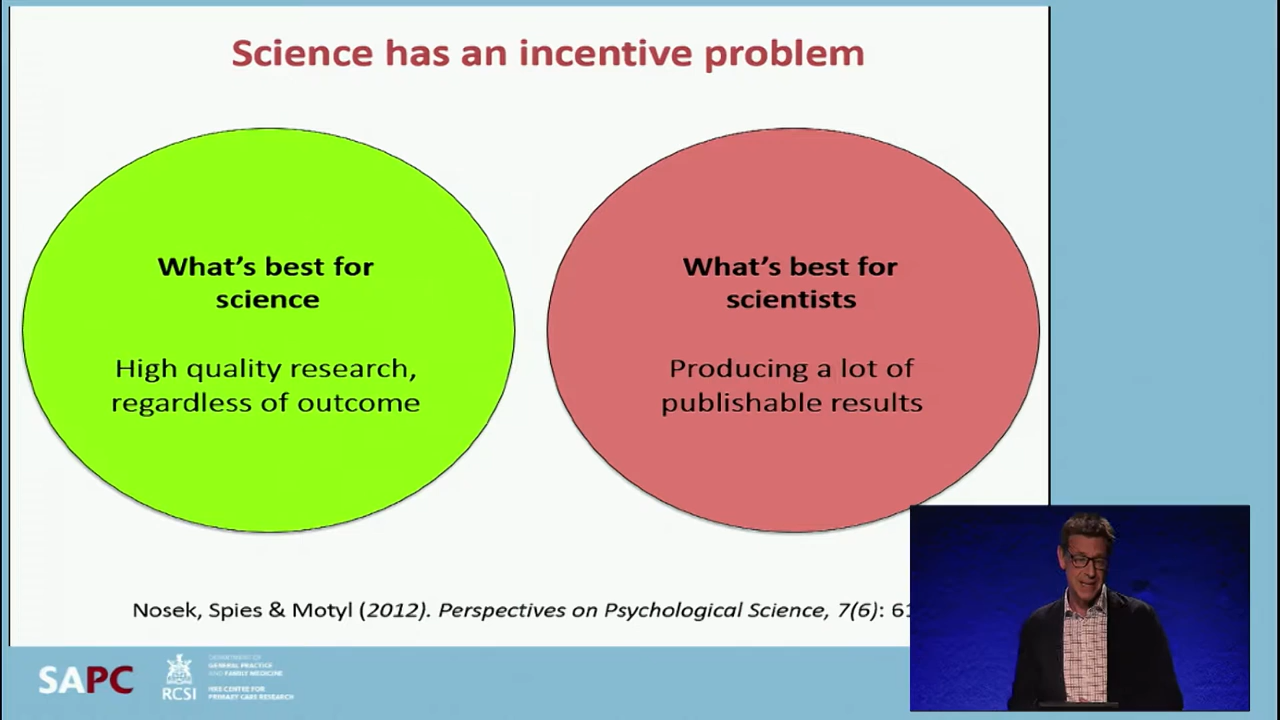 Science has an incentive problem
What's best for
science
High quality research,
regardless of outcome
What's best for
scientists
Producing a lot of
publishable results
Nosek, Spies & Motyl (2012). Perspectives on Psychological Science, 7(6): 61
SAPC
RCSI
DEPARTMENT OF
GENERAL PRACTICE
AND FAMILY MEDICINE
HRB CENTRE FOR
PRIMARY CARE RESEARCH